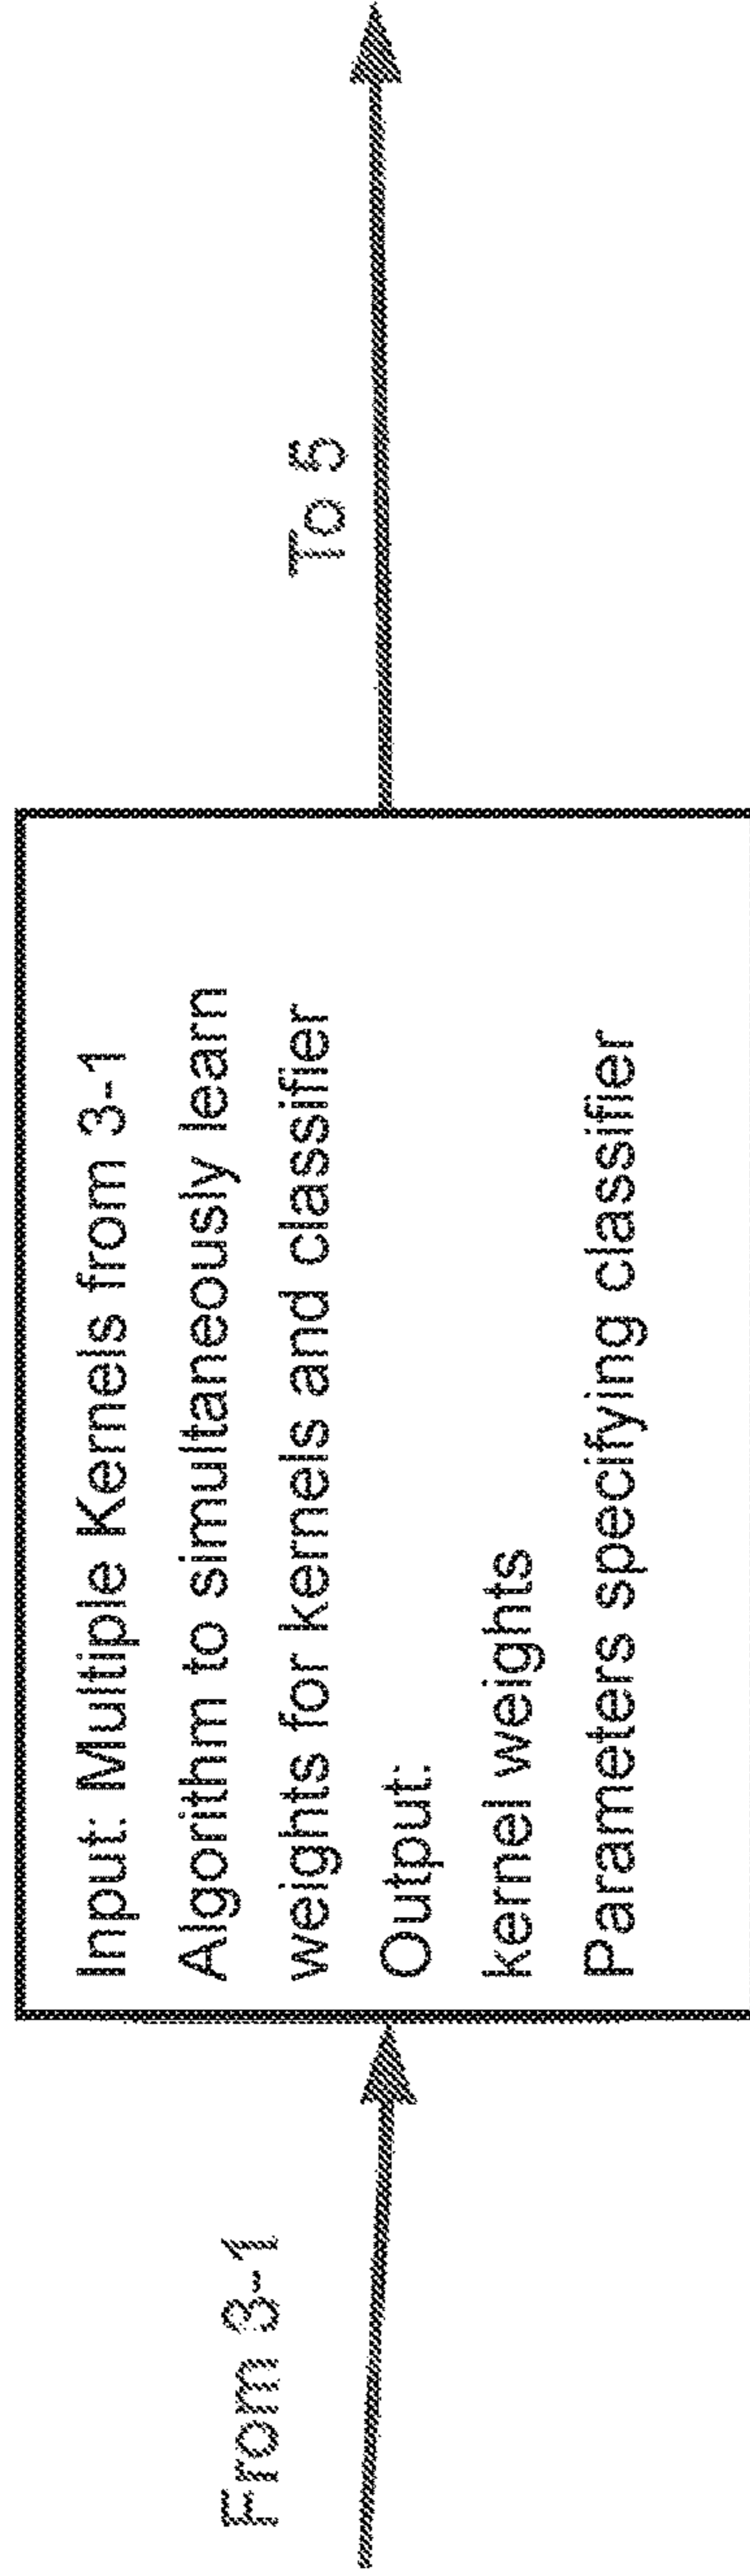 From 3-1
Input: Multiple Kernels from 3-1
Algorithm to simultaneously learn
weights for kernels and classifier
Output:
kernel weights
Parameters specifying classifier
To 5